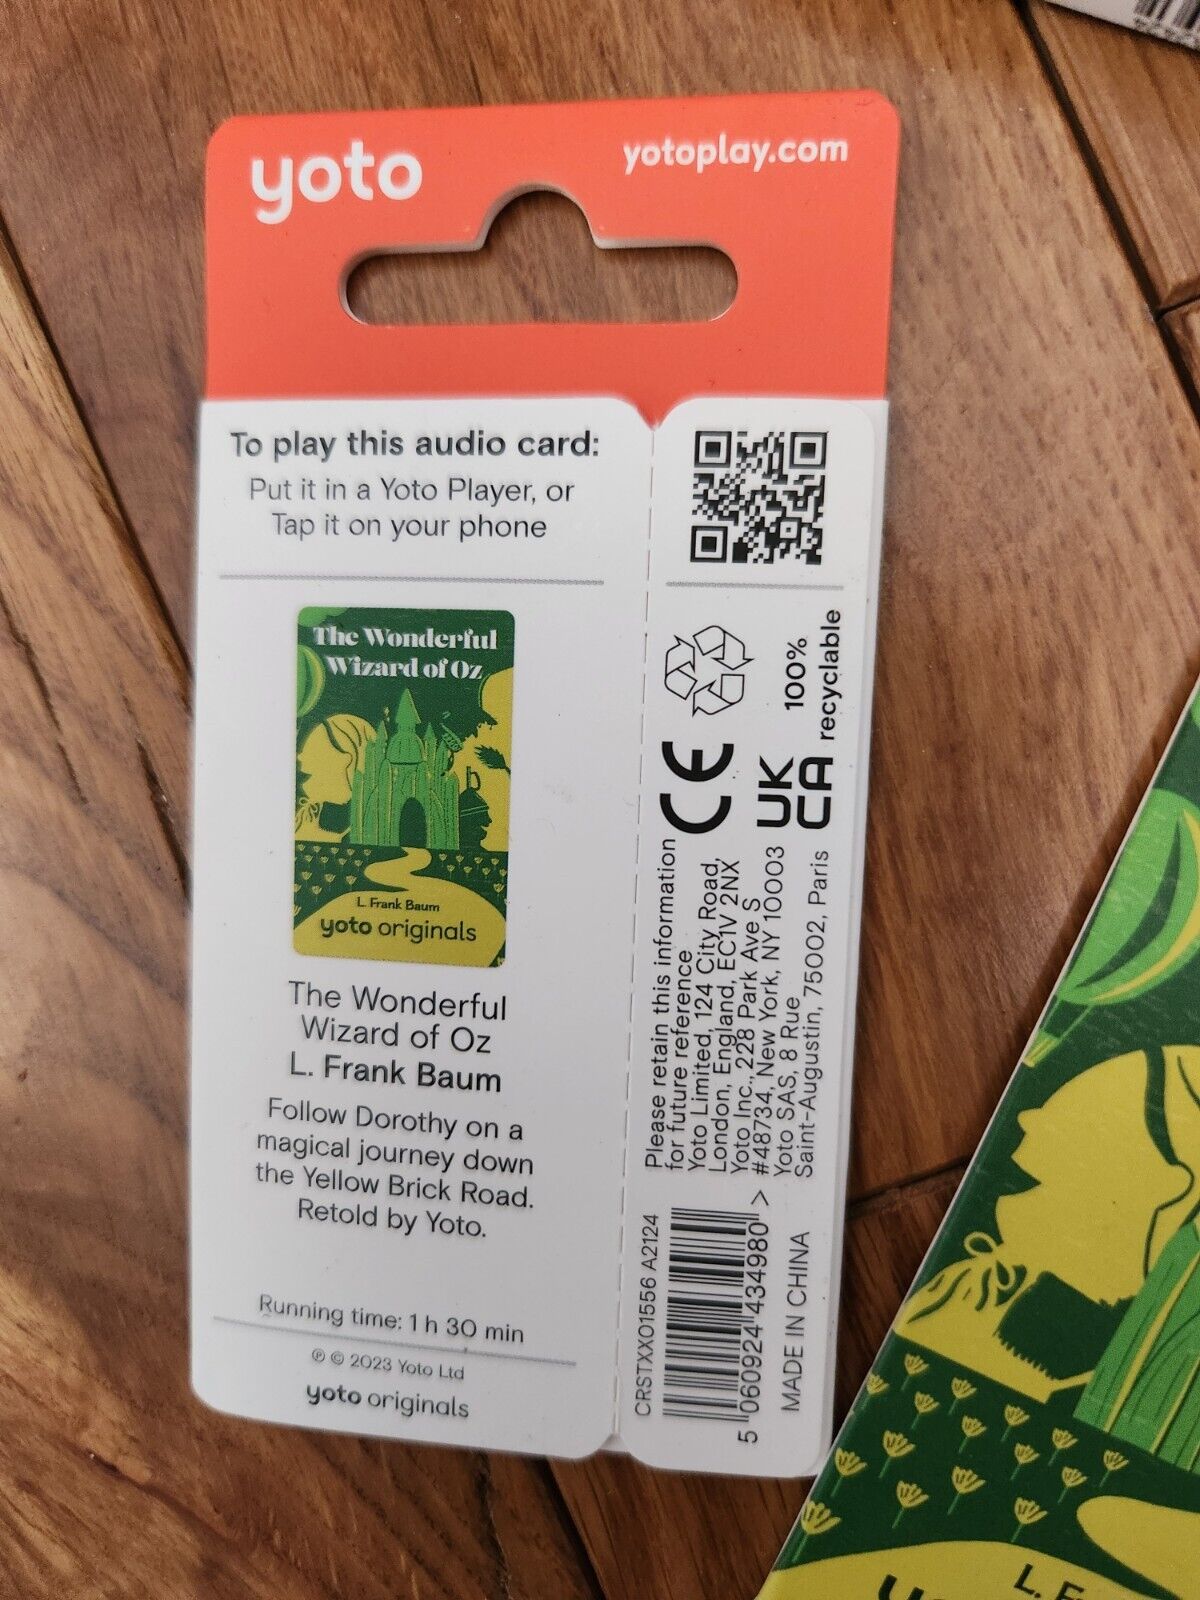 yoto
yotoplay.com
To play this audio card:
Put it in a Yoto Player, or
Tap it on your phone
The Wonderful
Wizard of Oz
L. Frank Baum
yoto originals
The Wonderful
Wizard of Oz
L. Frank Baum
Follow Dorothy on a
magical journey down
the Yellow Brick Road.
Retold by Yoto.
Running time: 1 h 30 min
℗ © 2023 Yoto Ltd
yoto originals
100%
recyclable
CE
UK
CA
Please retain this information
for future reference
Yoto Limited, 124 City Road,
London, England, EC1V 2NX
Yoto Inc., 228 Park Ave S
#48734, New York, NY 10003
Yoto SAS, 8 Rue
Saint-Augustin, 75002, Paris
CRSTXX01556 A2124
5 060924 434980 >
MADE IN CHINA
L. F